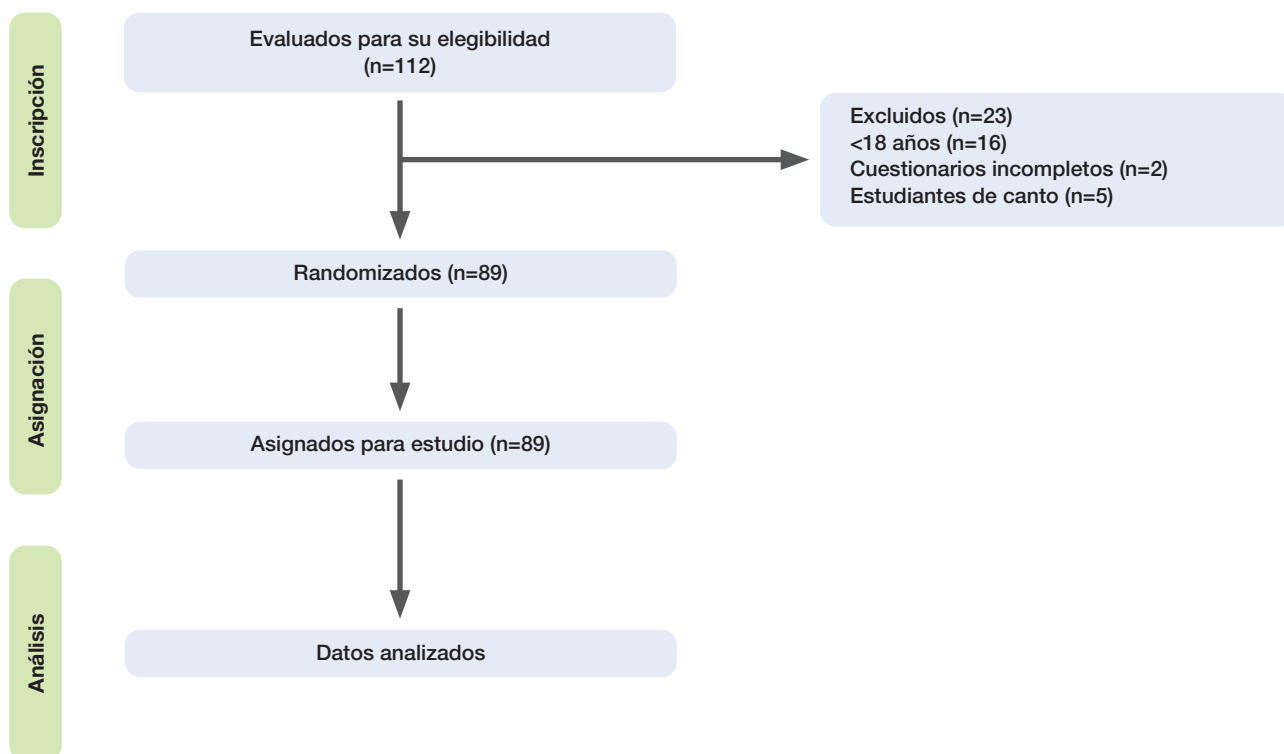 Inscripción
Evaluados para su elegibilidad
(n=112)
Excluidos (n=23)
<18 años (n=16)
Cuestionarios incompletos (n=2)
Estudiantes de canto (n=5)
Randomizados (n=89)
Asignación
Asignados para estudio (n=89)
Análisis
Datos analizados